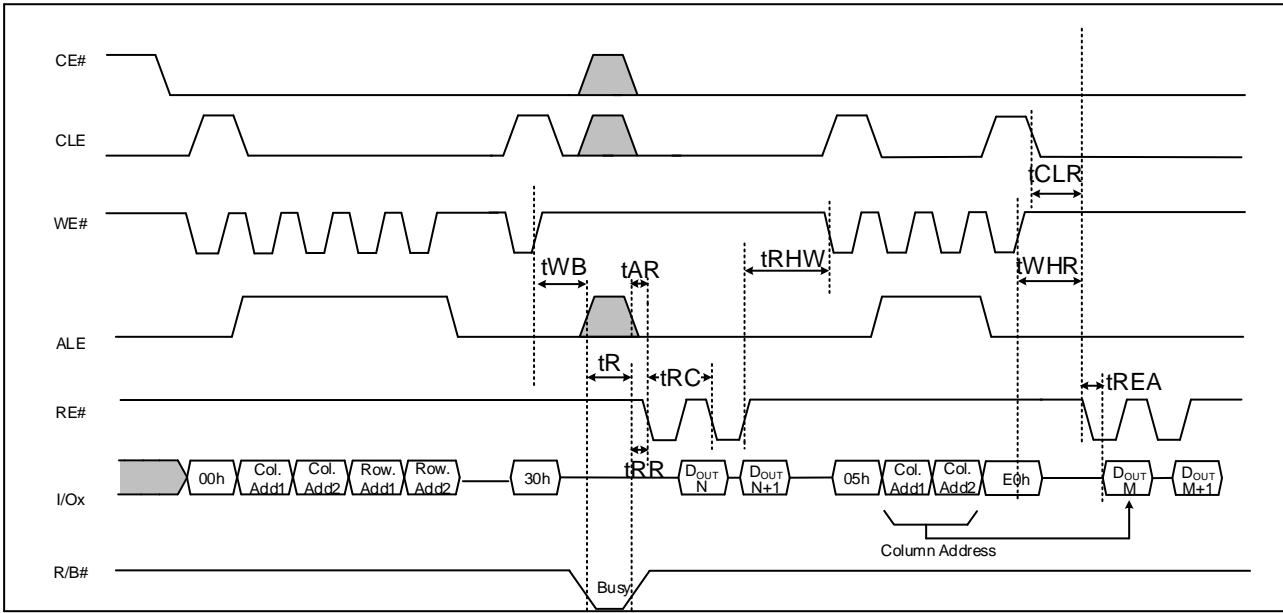 CE#
CLE
tCLR
WE#
tWB
tAR
tRHW
tWHR
ALE
tR
tRC
tREA
RE#
tRR
I/Ox
00h
Col. Add1
Col. Add2
Row. Add1
Row. Add2
30h
DOUT N
DOUT N+1
05h
Col. Add1
Col. Add2
E0h
DOUT M
DOUT M+1
Column Address
R/B#
Busy